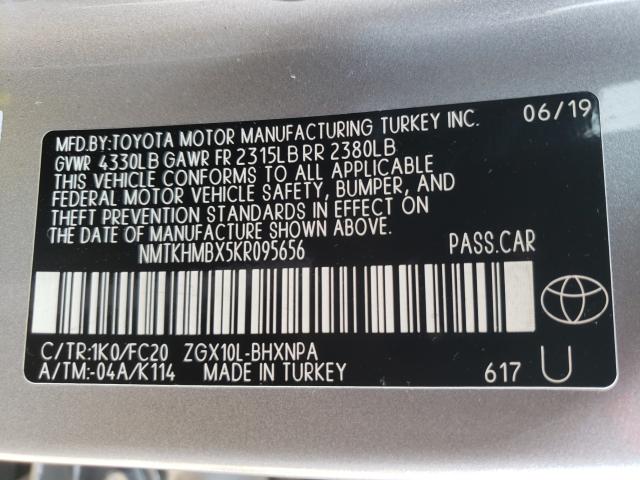 MFD.BY:TOYOTA MOTOR MANUFACTURING TURKEY INC. 06/19
GVWR 4330LB GAWR FR 2315LB RR 2380LB
THIS VEHICLE CONFORMS TO ALL APPLICABLE
FEDERAL MOTOR VEHICLE SAFETY, BUMPER, AND
THEFT PREVENTION STANDARDS IN EFFECT ON
THE DATE OF MANUFACTURE SHOWN ABOVE.
NMTKHMBX5KR095656 PASS.CAR
C/TR:1K0/FC20 ZGX10L-BHXNPA
A/TM:-04A/K114 MADE IN TURKEY 617 U